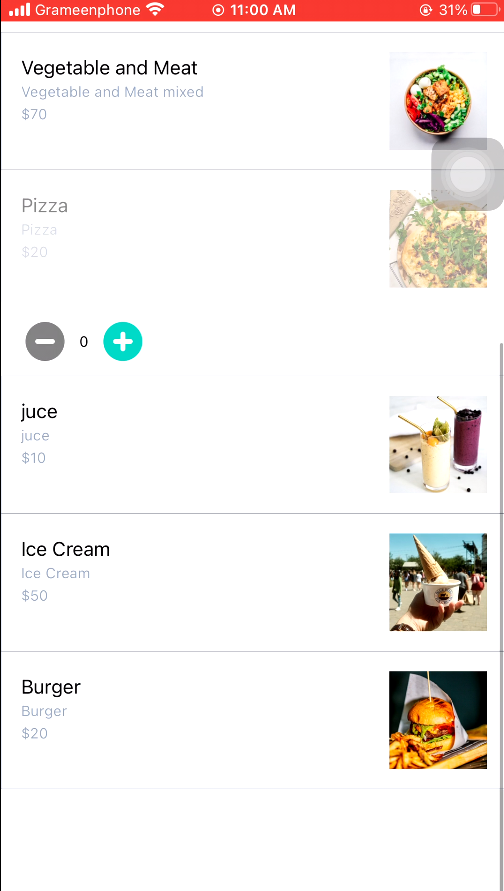 Grameenphone 11:00 AM 31%
Vegetable and Meat
Vegetable and Meat mixed
$70
Pizza
Pizza
$20
0
juce
juce
$10
Ice Cream
Ice Cream
$50
Burger
Burger
$20